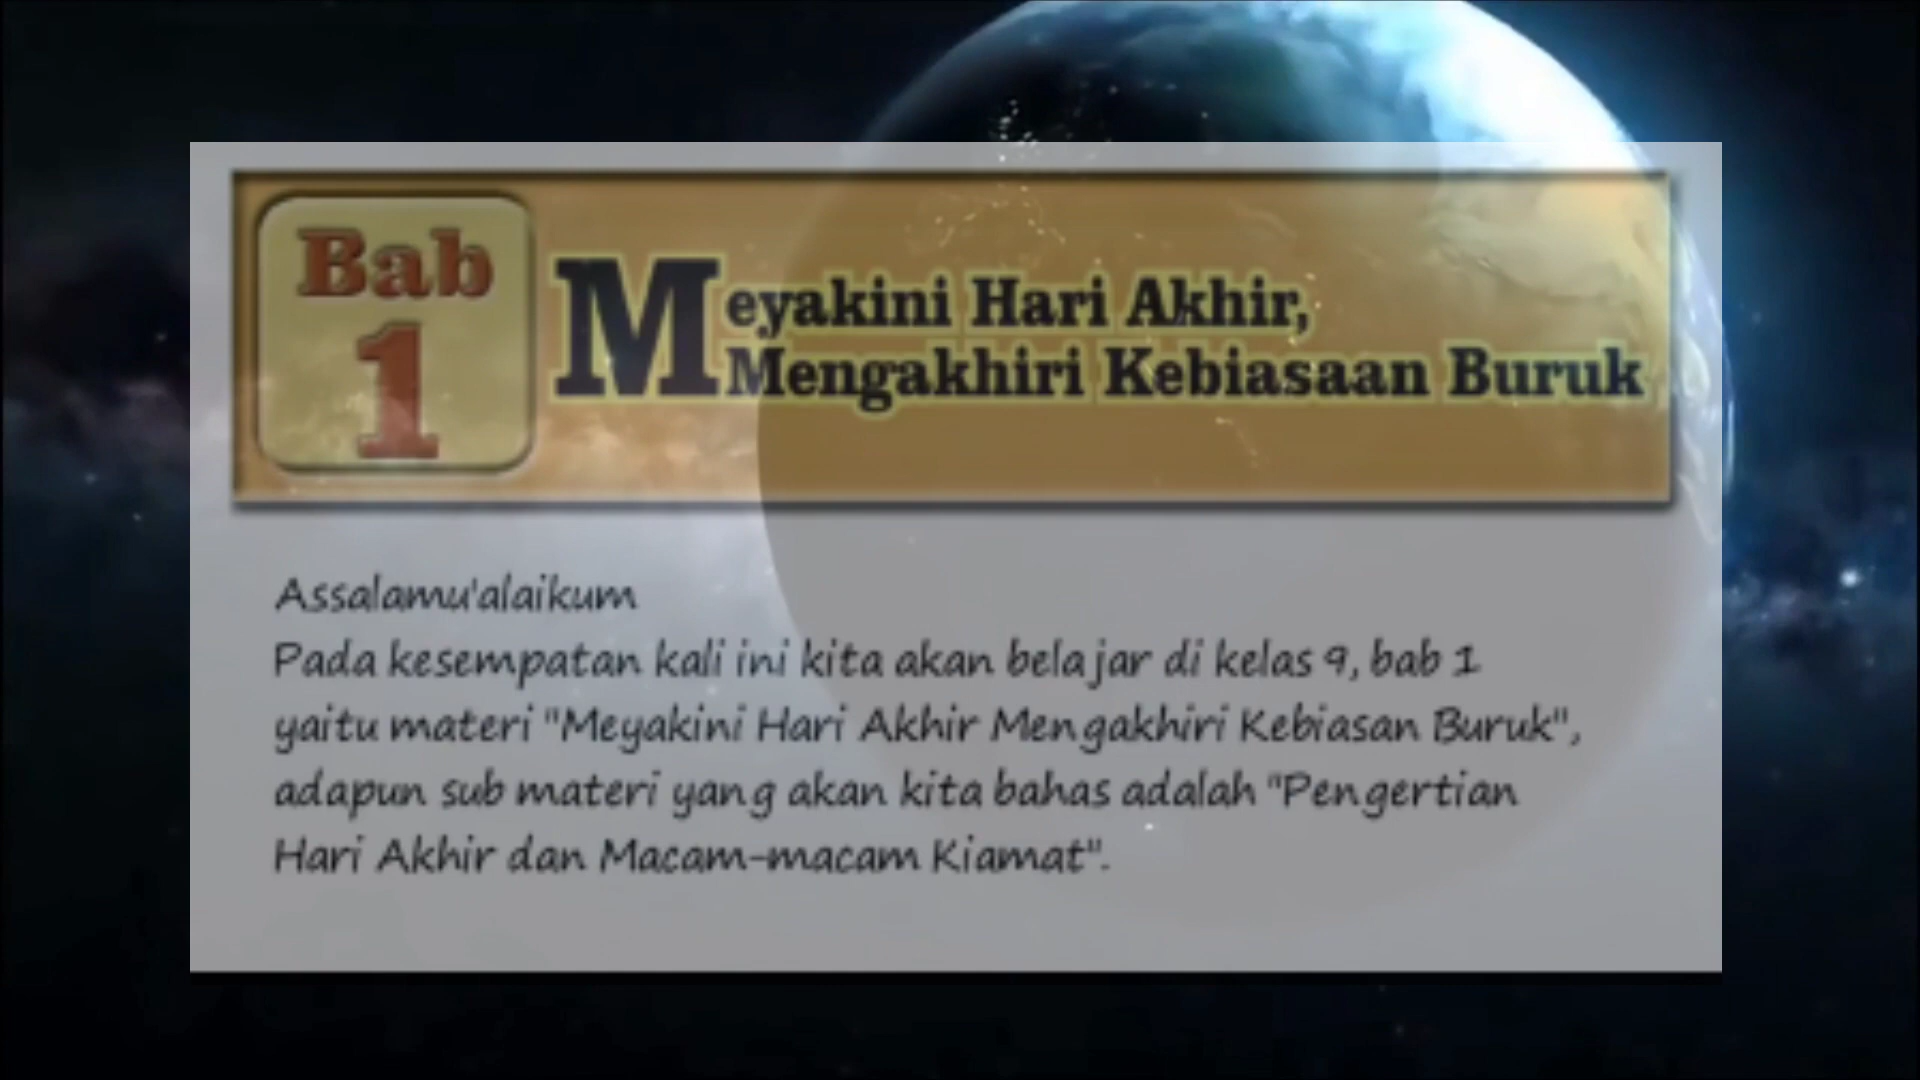 Bab
1
Meyakini Hari Akhir,
Mengakhiri Kebiasaan Buruk
Assalamu'alaikum
Pada kesempatan kali ini kita akan belajar di kelas 9, bab 1
yaitu materi "Meyakini Hari Akhir Mengakhiri Kebiasan Buruk",
adapun sub materi yang akan kita bahas adalah "Pengertian
Hari Akhir dan Macam-macam Kiamat".